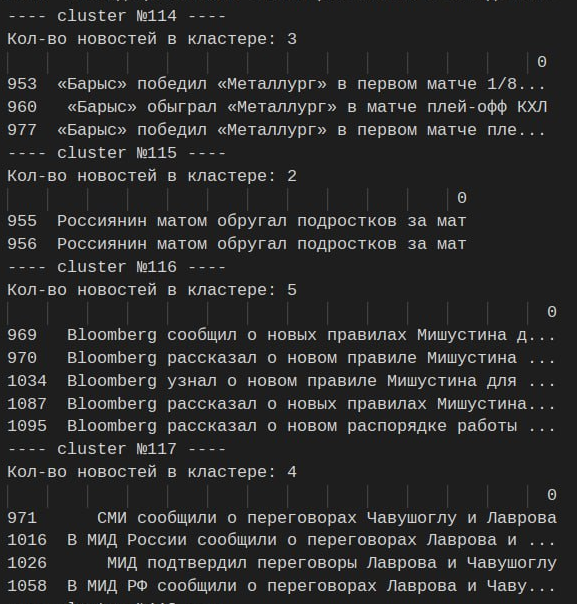 ---- cluster №114 ----
Кол-во новостей в кластере: 3
0
953 «Барыс» победил «Металлург» в первом матче 1/8...
960 «Барыс» обыграл «Металлург» в матче плей-офф КХЛ
977 «Барыс» победил «Металлург» в первом матче пле...
---- cluster №115 ----
Кол-во новостей в кластере: 2
0
955 Россиянин матом обругал подростков за мат
956 Россиянин матом обругал подростков за мат
---- cluster №116 ----
Кол-во новостей в кластере: 5
0
969 Bloomberg сообщил о новых правилах Мишустина д...
970 Bloomberg рассказал о новом правиле Мишустина ...
1034 Bloomberg узнал о новом правиле Мишустина для ...
1087 Bloomberg рассказал о новых правилах Мишустина...
1095 Bloomberg рассказал о новом распорядке работы ...
---- cluster №117 ----
Кол-во новостей в кластере: 4
0
971 СМИ сообщили о переговорах Чавушоглу и Лаврова
1016 В МИД России сообщили о переговорах Лаврова и ...
1026 МИД подтвердил переговоры Лаврова и Чавушоглу
1058 В МИД РФ сообщили о переговорах Лаврова и Чаву...